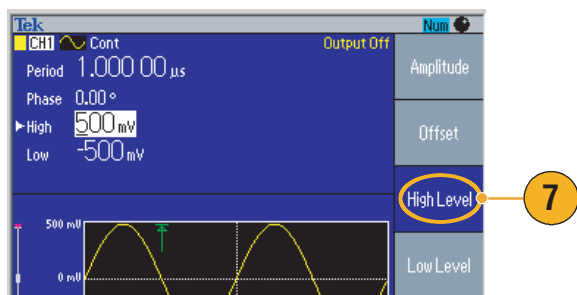 Tek
Num
CH1 Cont
Output Off
Period 1.000 00 µs
Phase 0.00 °
High 500 mV
Low -500 mV
Amplitude
Offset
High Level
7
Low Level
500 mV
0 mV